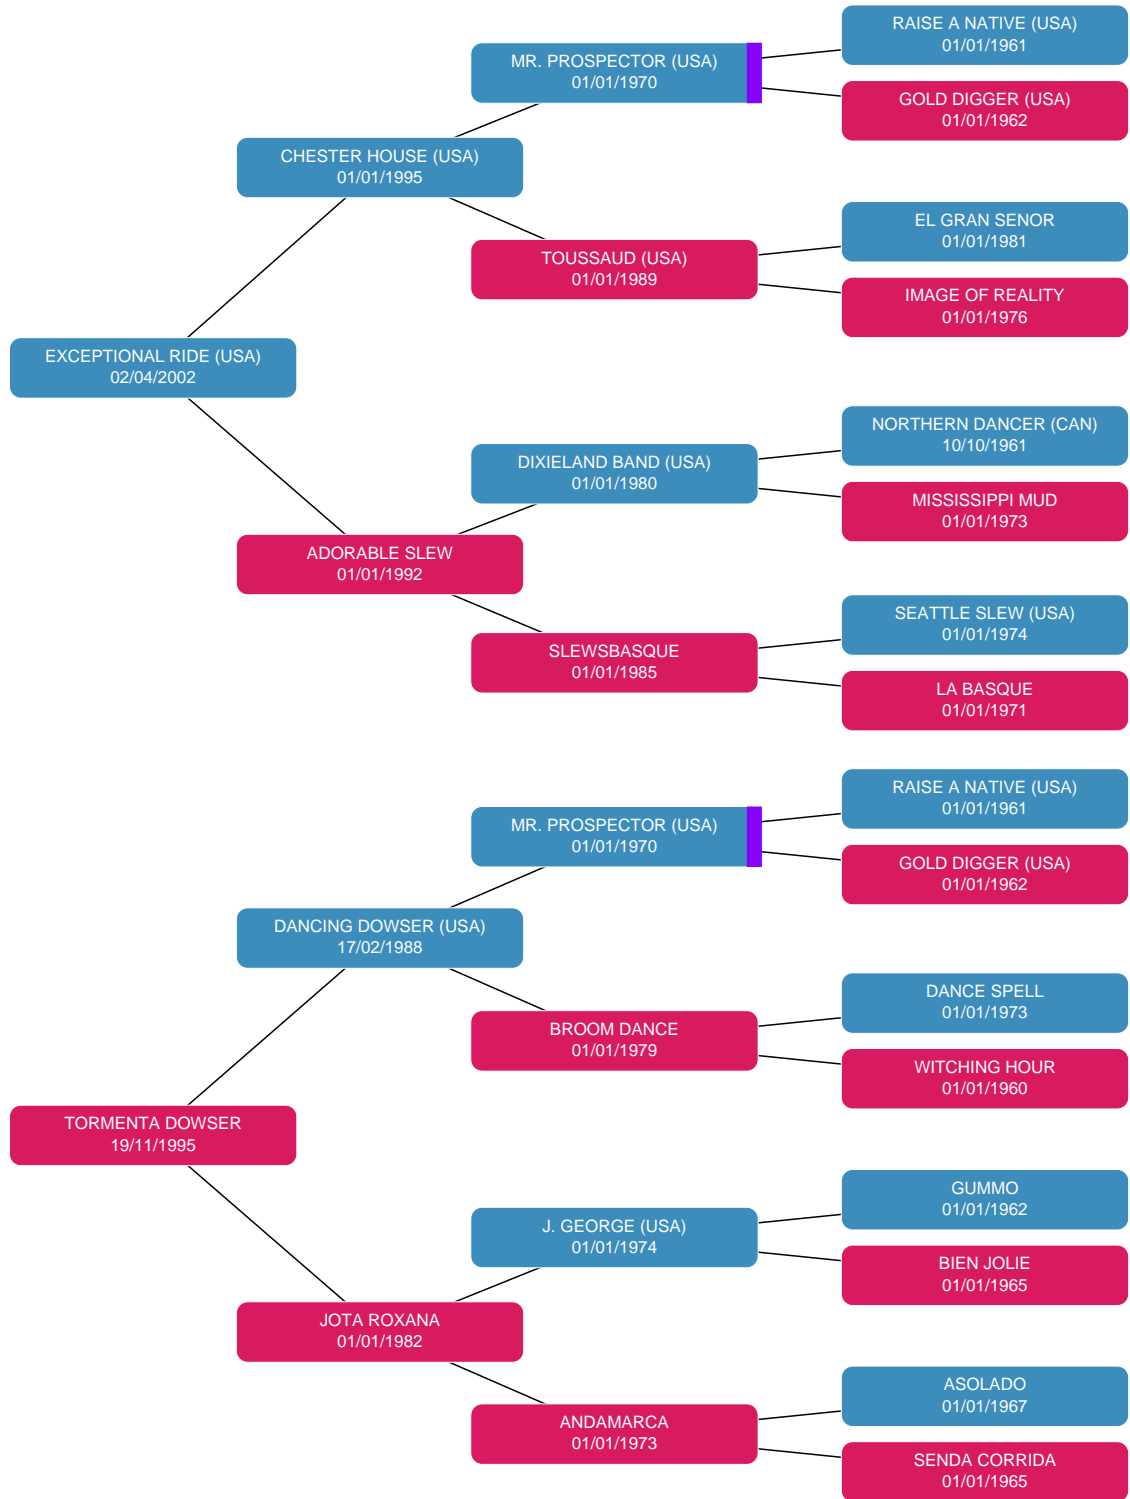 RAISE A NATIVE (USA)
01/01/1961
MR. PROSPECTOR (USA)
01/01/1970
GOLD DIGGER (USA)
01/01/1962
CHESTER HOUSE (USA)
01/01/1995
EL GRAN SENOR
01/01/1981
TOUSSAUD (USA)
01/01/1989
IMAGE OF REALITY
01/01/1976
EXCEPTIONAL RIDE (USA)
02/04/2002
NORTHERN DANCER (CAN)
10/10/1961
DIXIELAND BAND (USA)
01/01/1980
MISSISSIPPI MUD
01/01/1973
ADORABLE SLEW
01/01/1992
SEATTLE SLEW (USA)
01/01/1974
SLEWSBASQUE
01/01/1985
LA BASQUE
01/01/1971
RAISE A NATIVE (USA)
01/01/1961
MR. PROSPECTOR (USA)
01/01/1970
GOLD DIGGER (USA)
01/01/1962
DANCING DOWSER (USA)
17/02/1988
DANCE SPELL
01/01/1973
BROOM DANCE
01/01/1979
WITCHING HOUR
01/01/1960
TORMENTA DOWSER
19/11/1995
GUMMO
01/01/1962
J. GEORGE (USA)
01/01/1974
BIEN JOLIE
01/01/1965
JOTA ROXANA
01/01/1982
ASOLADO
01/01/1967
ANDAMARCA
01/01/1973
SENDA CORRIDA
01/01/1965